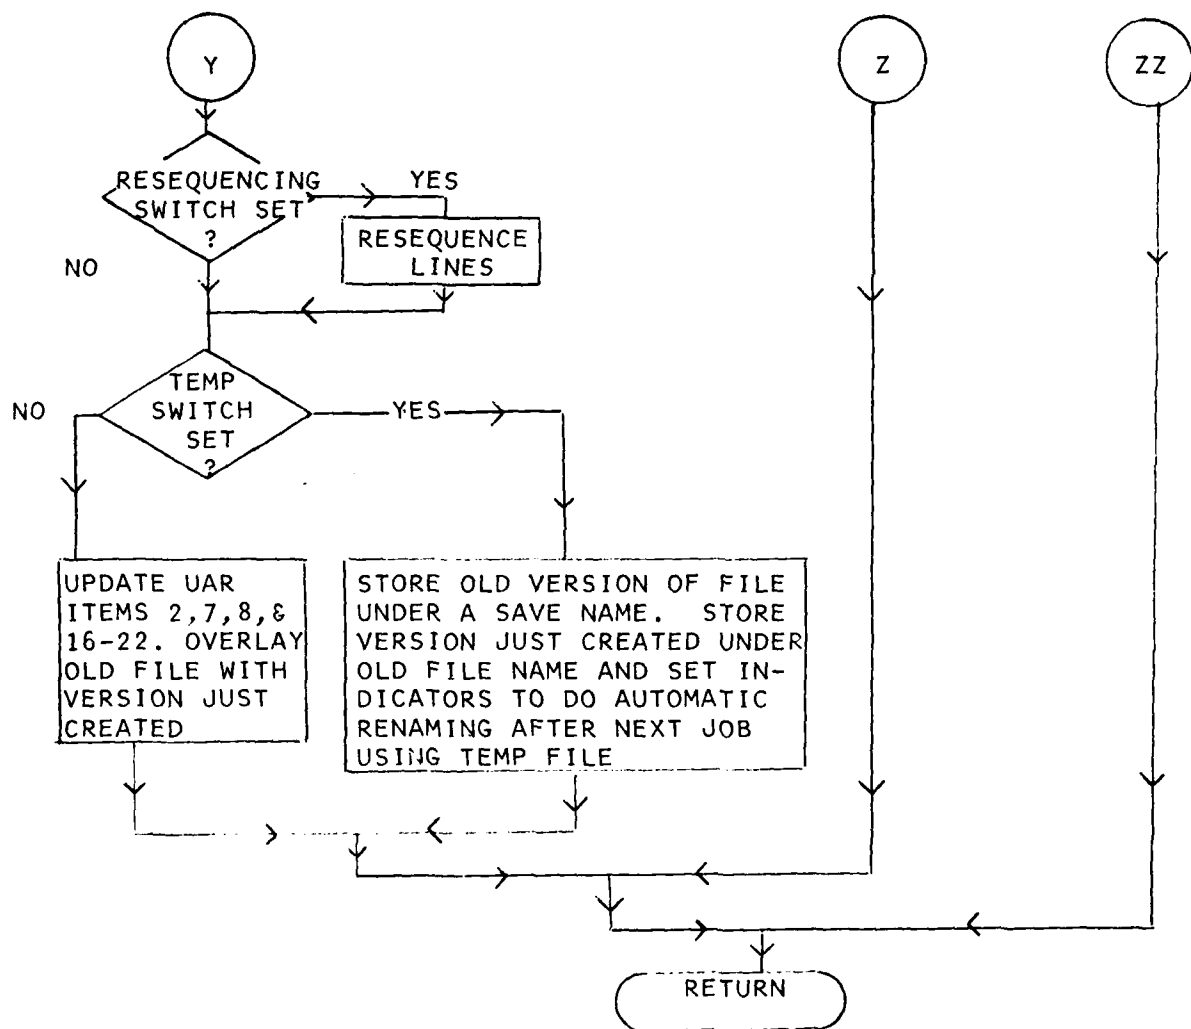 Y
Z
ZZ
RESEQUENCING
SWITCH SET
?
YES
NO
RESEQUENCE
LINES
TEMP
SWITCH
SET
?
NO
YES
UPDATE UAR
ITEMS 2,7,8,&
16-22. OVERLAY
OLD FILE WITH
VERSION JUST
CREATED
STORE OLD VERSION OF FILE
UNDER A SAVE NAME. STORE
VERSION JUST CREATED UNDER
OLD FILE NAME AND SET IN-
DICATORS TO DO AUTOMATIC
RENAMING AFTER NEXT JOB
USING TEMP FILE
RETURN